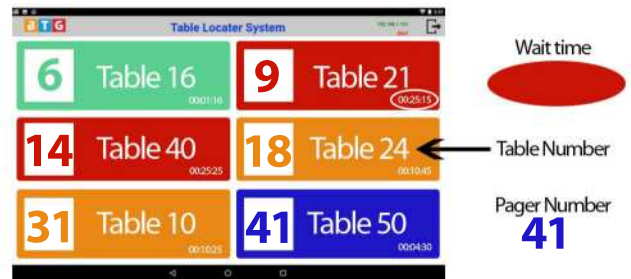 BTG
Table Locater System
6 Table 16
00:01:16
9 Table 21
00:25:15
14 Table 40
00:25:25
18 Table 24
00:10:45
31 Table 10
00:10:25
41 Table 50
00:04:30
Wait time
Table Number
Pager Number
41